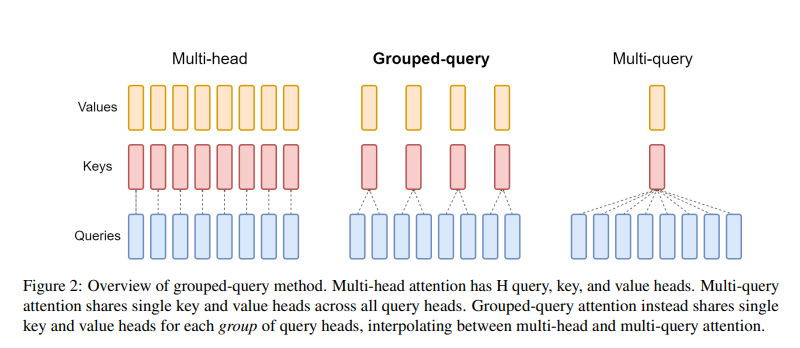 Multi-head
Grouped-query
Multi-query
Values
Keys
Queries
Figure 2: Overview of grouped-query method. Multi-head attention has H query, key, and value heads. Multi-query
attention shares single key and value heads across all query heads. Grouped-query attention instead shares single
key and value heads for each group of query heads, interpolating between multi-head and multi-query attention.